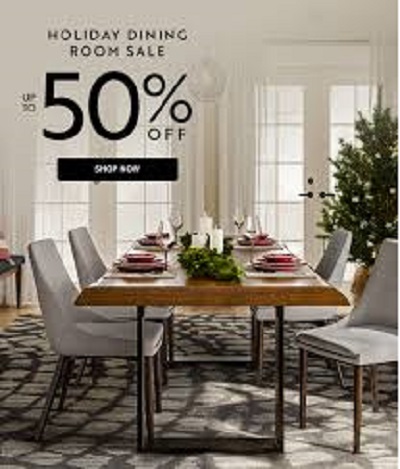 HOLIDAY DINING
ROOM SALE
UP TO
50% OFF
SHOP NOW